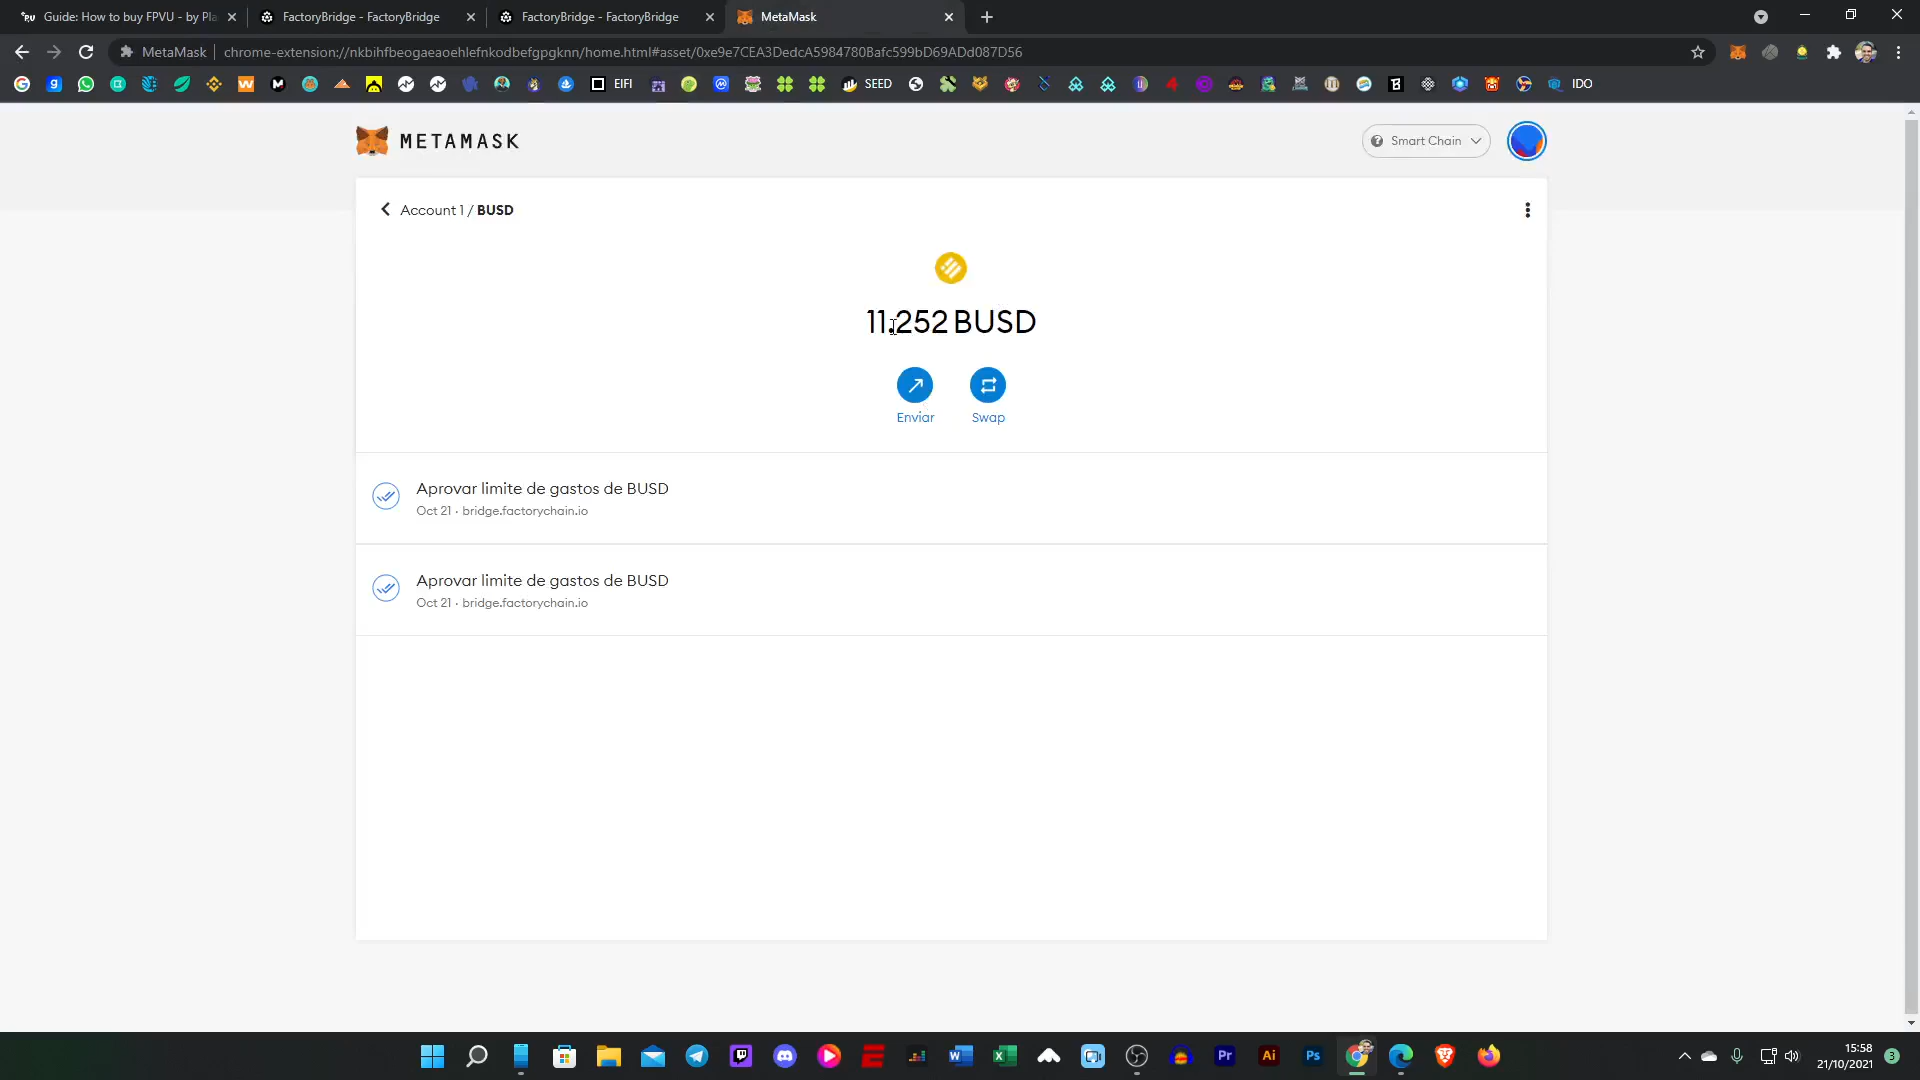 Guide: How to buy FPVU - by Pla
FactoryBridge - FactoryBridge
FactoryBridge - FactoryBridge
MetaMask
MetaMask
chrome-extension://nkbihfbeogaeaoehlefnkodbefgpgknn/home.html#asset/0xe9e7CEA3DedcA5984780Bafc599bD69ADd087D56
EIFI
SEED
IDO
METAMASK
Smart Chain
Account 1 / BUSD
11.252 BUSD
Enviar
Swap
Aprovar limite de gastos de BUSD
Oct 21 · bridge.factorychain.io
Aprovar limite de gastos de BUSD
Oct 21 · bridge.factorychain.io
15:58
21/10/2021
3